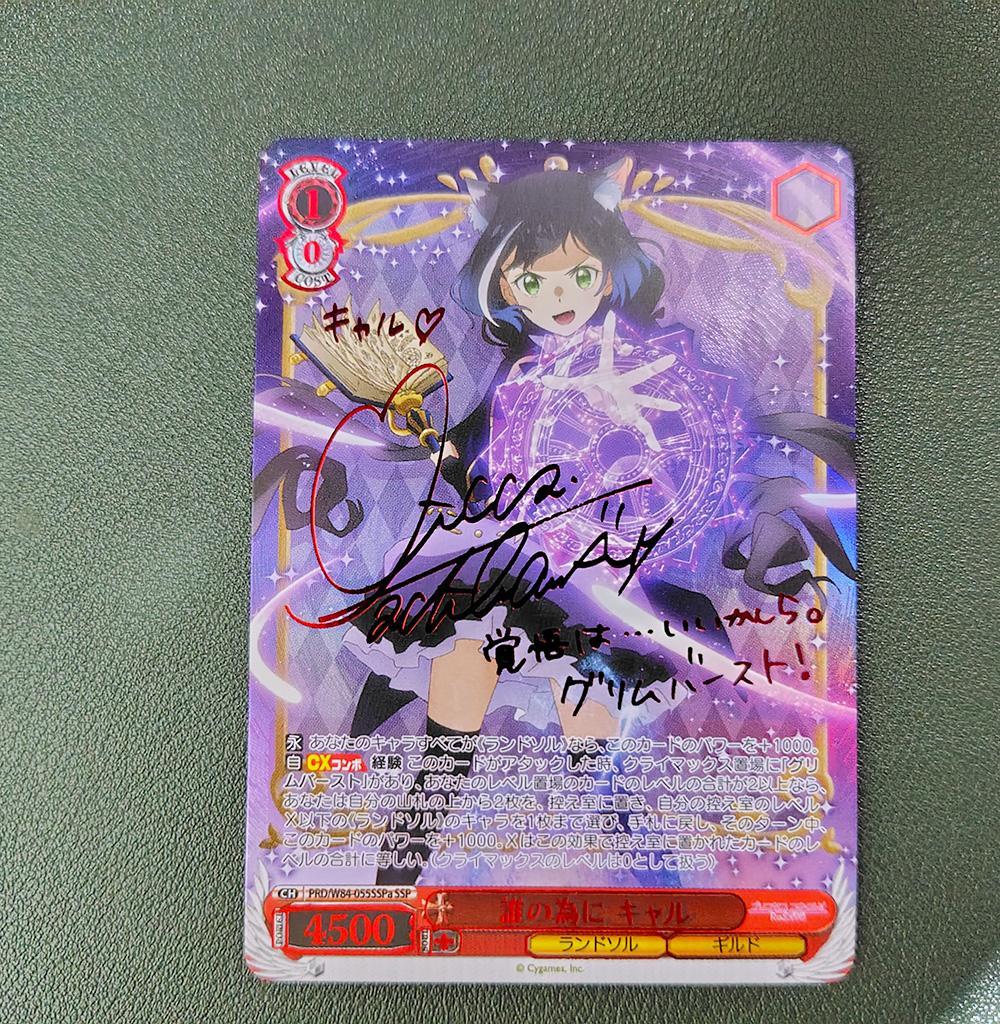 LEVEL
1
0
COST
キャル♡
覚悟は…いいかしら。
グリムバースト!
永 あなたのキャラすべてが《ランドソル》なら、このカードのパワーを+1000。
自 CXコンボ 経験 このカードがアタックした時、クライマックス置場に「グリ
ムバースト」があり、あなたのレベル置場のカードのレベルの合計が2以上なら、
あなたは自分の山札の上から2枚を、控え室に置き、自分の控え室のレベル
X以下の《ランドソル》のキャラを1枚まで選び、手札に戻し、そのターン中、
このカードのパワーを+1000。Xはこの効果で控え室に置かれたカードのレ
ベルの合計に等しい。(クライマックスのレベルは0として扱う)
CH PRD/W84-055SSPa SSP
POWER 4500
SOUL
誰の為に キャル
ランドソル ギルド
© Cygames, Inc.